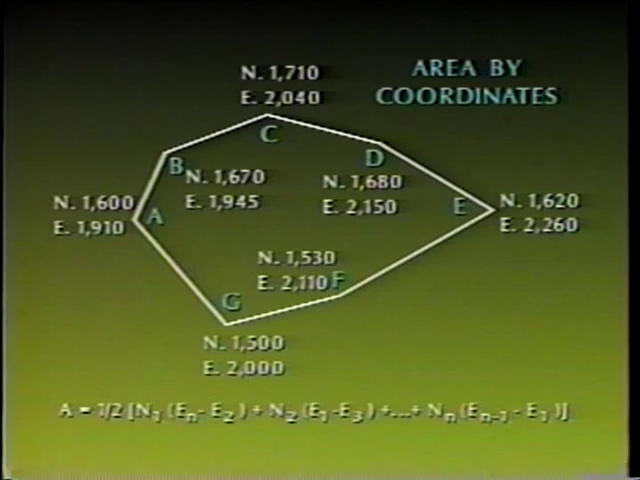 AREA BY
COORDINATES
N. 1,710
E. 2,040
C
B
D
N. 1,670
E. 1,945
N. 1,680
E. 2,150
N. 1,600
E. 1,910
A
E
N. 1,620
E. 2,260
N. 1,530
E. 2,110
F
G
N. 1,500
E. 2,000
A = 1/2 [N₁ (Eₙ- E₂ ) + N₂ (E₁ -E₃ ) +...+ Nₙ (Eₙ₋₁ - E₁ )]